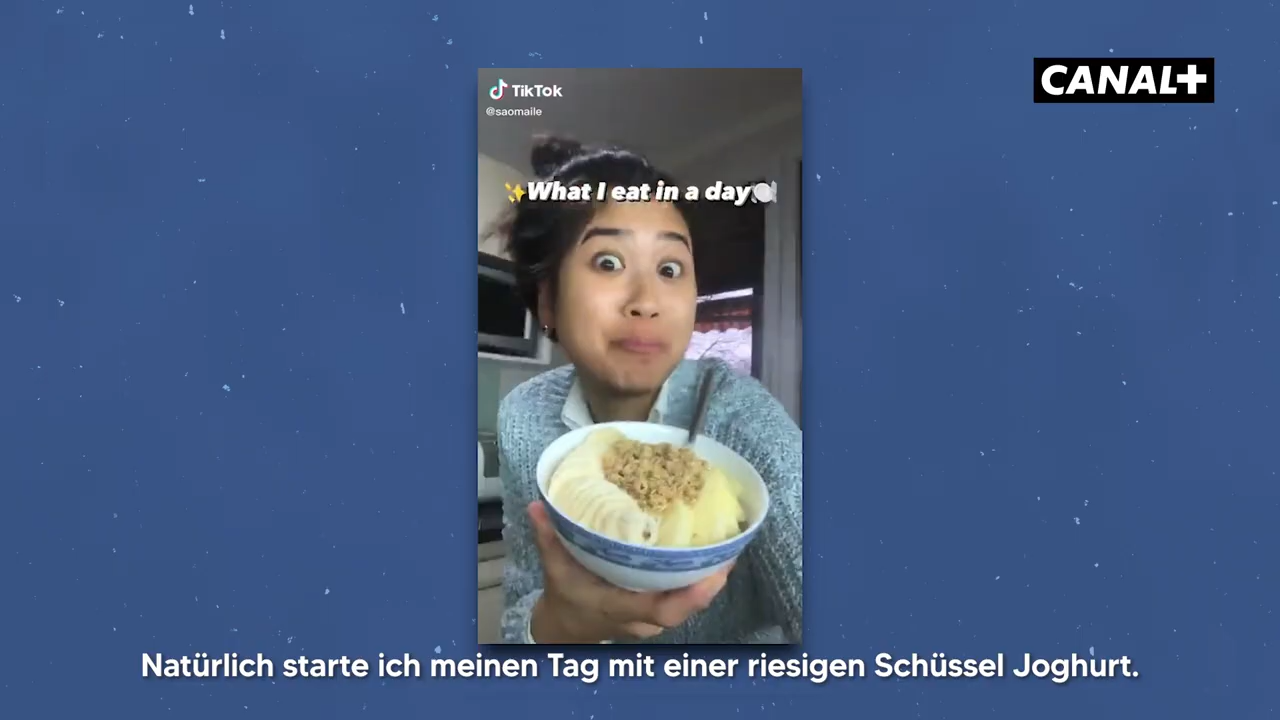 CANAL+
TikTok
@saomaile
✨What I eat in a day🍽
Natürlich starte ich meinen Tag mit einer riesigen Schüssel Joghurt.